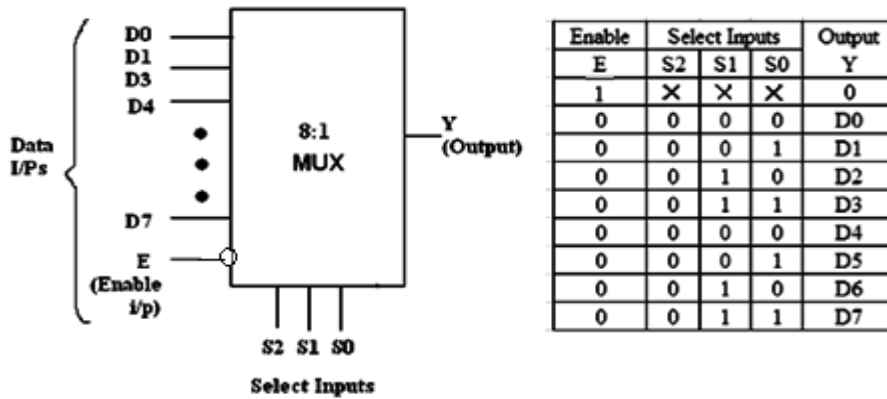 D0
D1
D3
D4
D7
Data
I/Ps
E
(Enable
i/p)
8:1
MUX
Y
(Output)
S2 S1 S0
Select Inputs
Enable Select Inputs Output
E S2 S1 S0 Y
1 × × × 0
0 0 0 0 D0
0 0 0 1 D1
0 0 1 0 D2
0 0 1 1 D3
0 0 0 0 D4
0 0 0 1 D5
0 0 1 0 D6
0 0 1 1 D7